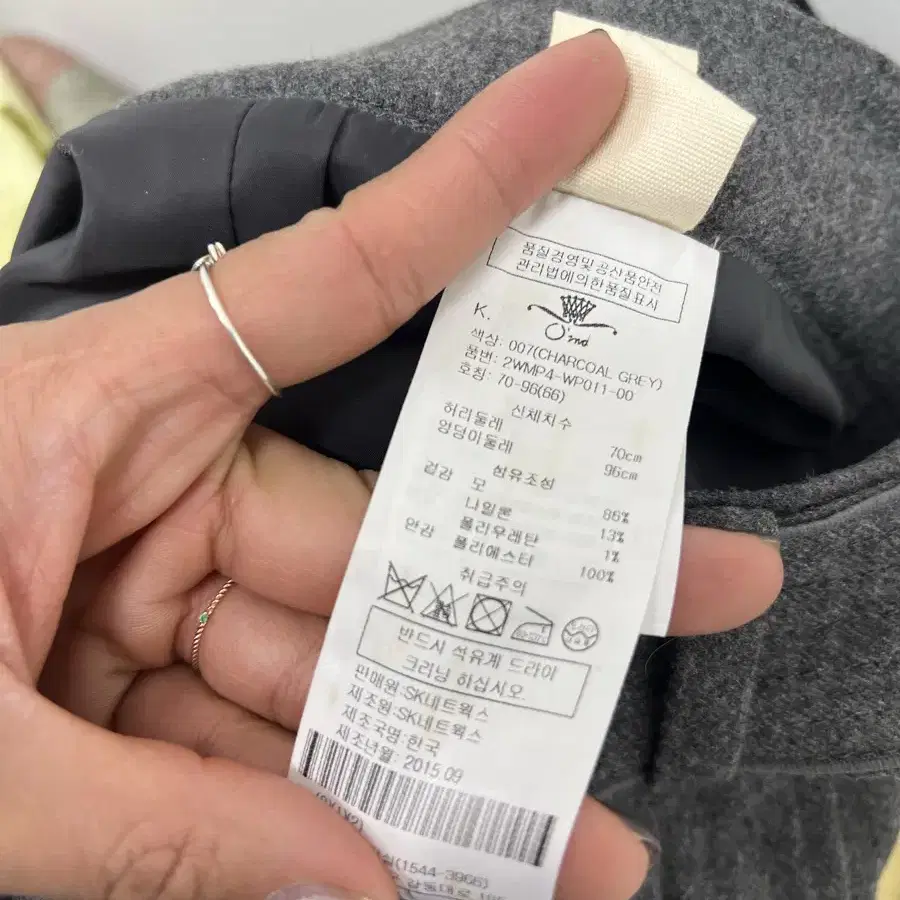 품질경영및공산품안전
관리법에의한품질표시
K.
O'2nd
색상: 007(CHARCOAL GREY)
품번: 2WMP4-WP011-00
호칭: 70-96(66)
신체치수
허리둘레 70cm
엉덩이둘레 96cm
섬유조성
겉감 모 86%
나일론 13%
폴리우레탄 1%
안감 폴리에스타 100%
취급주의
반드시 석유계 드라이
크리닝 하십시오.
판매원:SK네트웍스
제조원:SK네트웍스
제조국명:한국
제조년월: 2015.09
(1544-3966)
강동대로